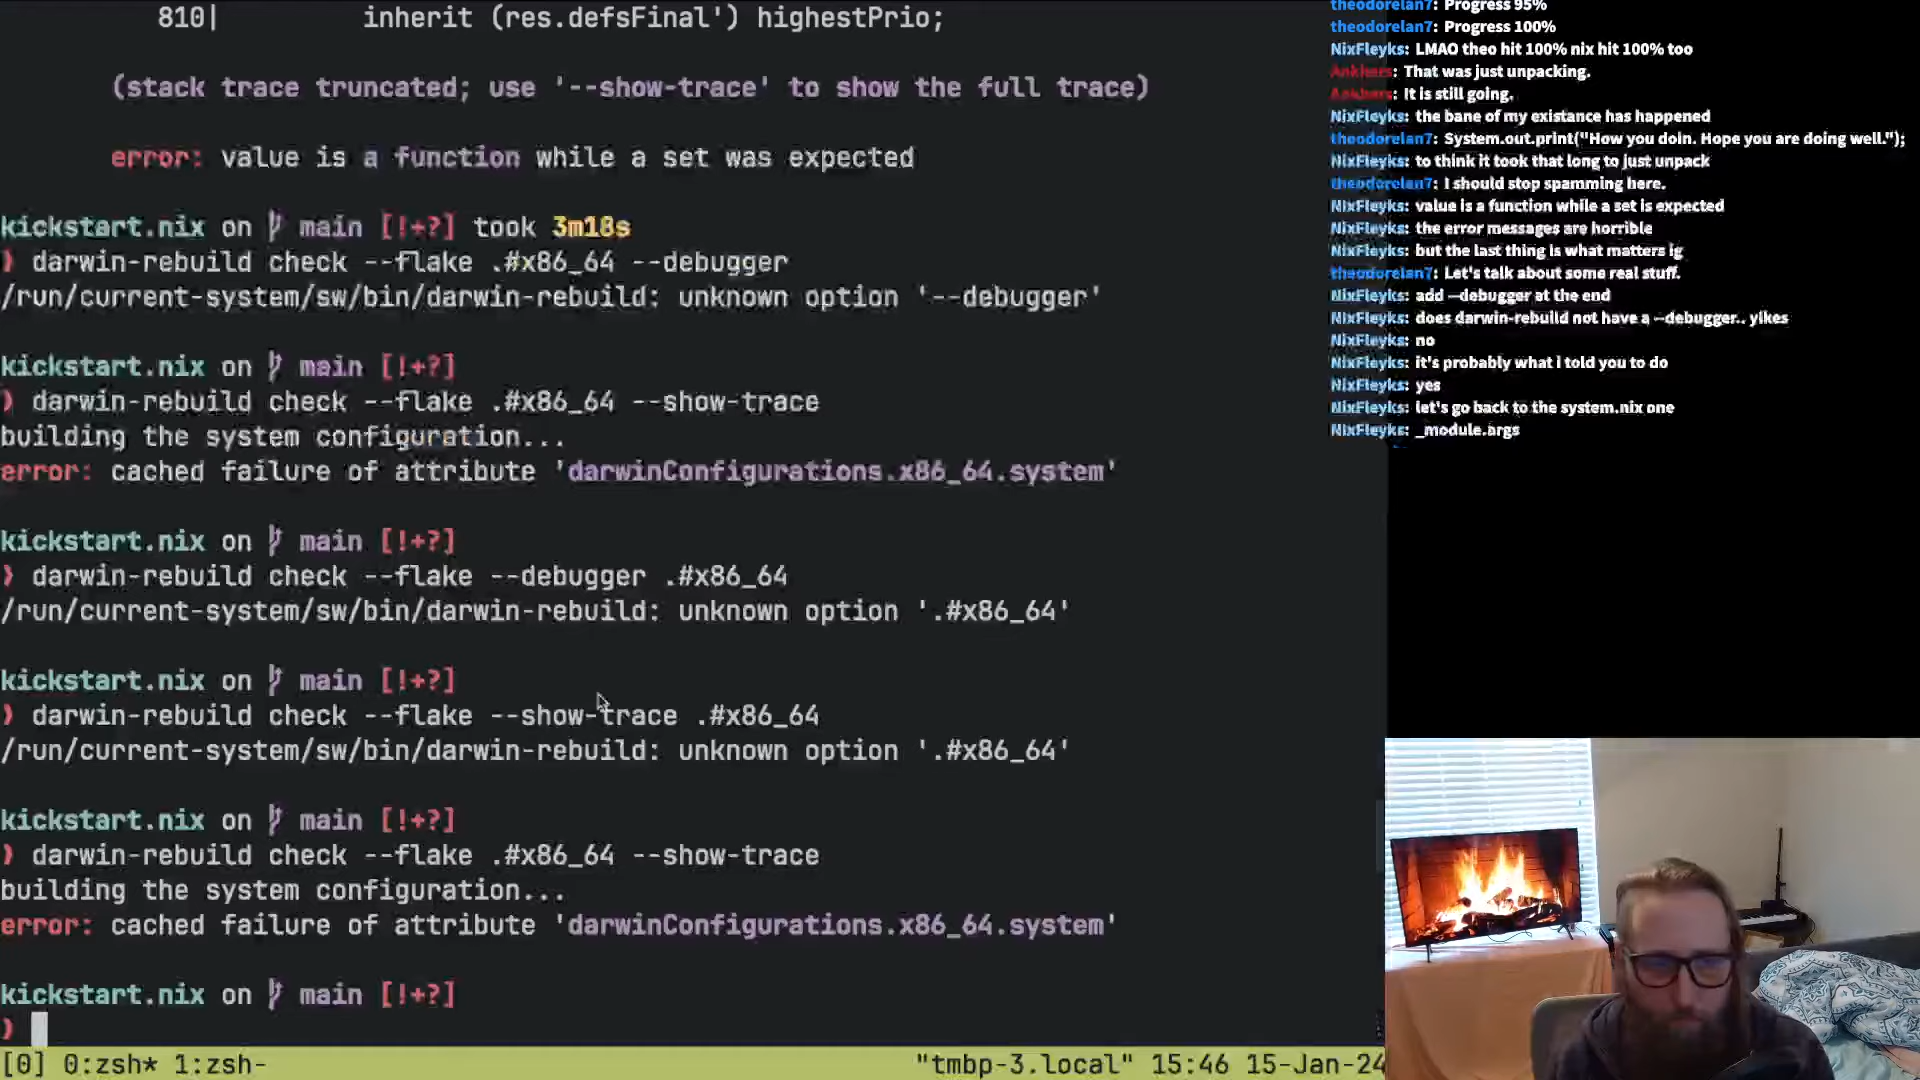 810|         inherit (res.defsFinal') highestPrio;
(stack trace truncated; use '--show-trace' to show the full trace)
error: value is a function while a set was expected
kickstart.nix on main [!+?] took 3m18s
❯ darwin-rebuild check --flake .#x86_64 --debugger
/run/current-system/sw/bin/darwin-rebuild: unknown option '--debugger'
kickstart.nix on main [!+?]
❯ darwin-rebuild check --flake .#x86_64 --show-trace
building the system configuration...
error: cached failure of attribute 'darwinConfigurations.x86_64.system'
kickstart.nix on main [!+?]
❯ darwin-rebuild check --flake --debugger .#x86_64
/run/current-system/sw/bin/darwin-rebuild: unknown option '.#x86_64'
kickstart.nix on main [!+?]
❯ darwin-rebuild check --flake --show-trace .#x86_64
/run/current-system/sw/bin/darwin-rebuild: unknown option '.#x86_64'
kickstart.nix on main [!+?]
❯ darwin-rebuild check --flake .#x86_64 --show-trace
building the system configuration...
error: cached failure of attribute 'darwinConfigurations.x86_64.system'
kickstart.nix on main [!+?]
❯
[0] 0:zsh* 1:zsh- "tmbp-3.local" 15:46 15-Jan-24
theodorelan7: Progress 95%
theodorelan7: Progress 100%
NixFleyks: LMAO theo hit 100% nix hit 100% too
Ankhers: That was just unpacking.
Ankhers: It is still going.
NixFleyks: the bane of my existance has happened
theodorelan7: System.out.print("How you doin. Hope you are doing well.");
NixFleyks: to think it took that long to just unpack
theodorelan7: I should stop spamming here.
NixFleyks: value is a function while a set is expected
NixFleyks: the error messages are horrible
NixFleyks: but the last thing is what matters ig
theodorelan7: Let's talk about some real stuff.
NixFleyks: add --debugger at the end
NixFleyks: does darwin-rebuild not have a --debugger.. yikes
NixFleyks: no
NixFleyks: it's probably what i told you to do
NixFleyks: yes
NixFleyks: let's go back to the system.nix one
NixFleyks: _module.args